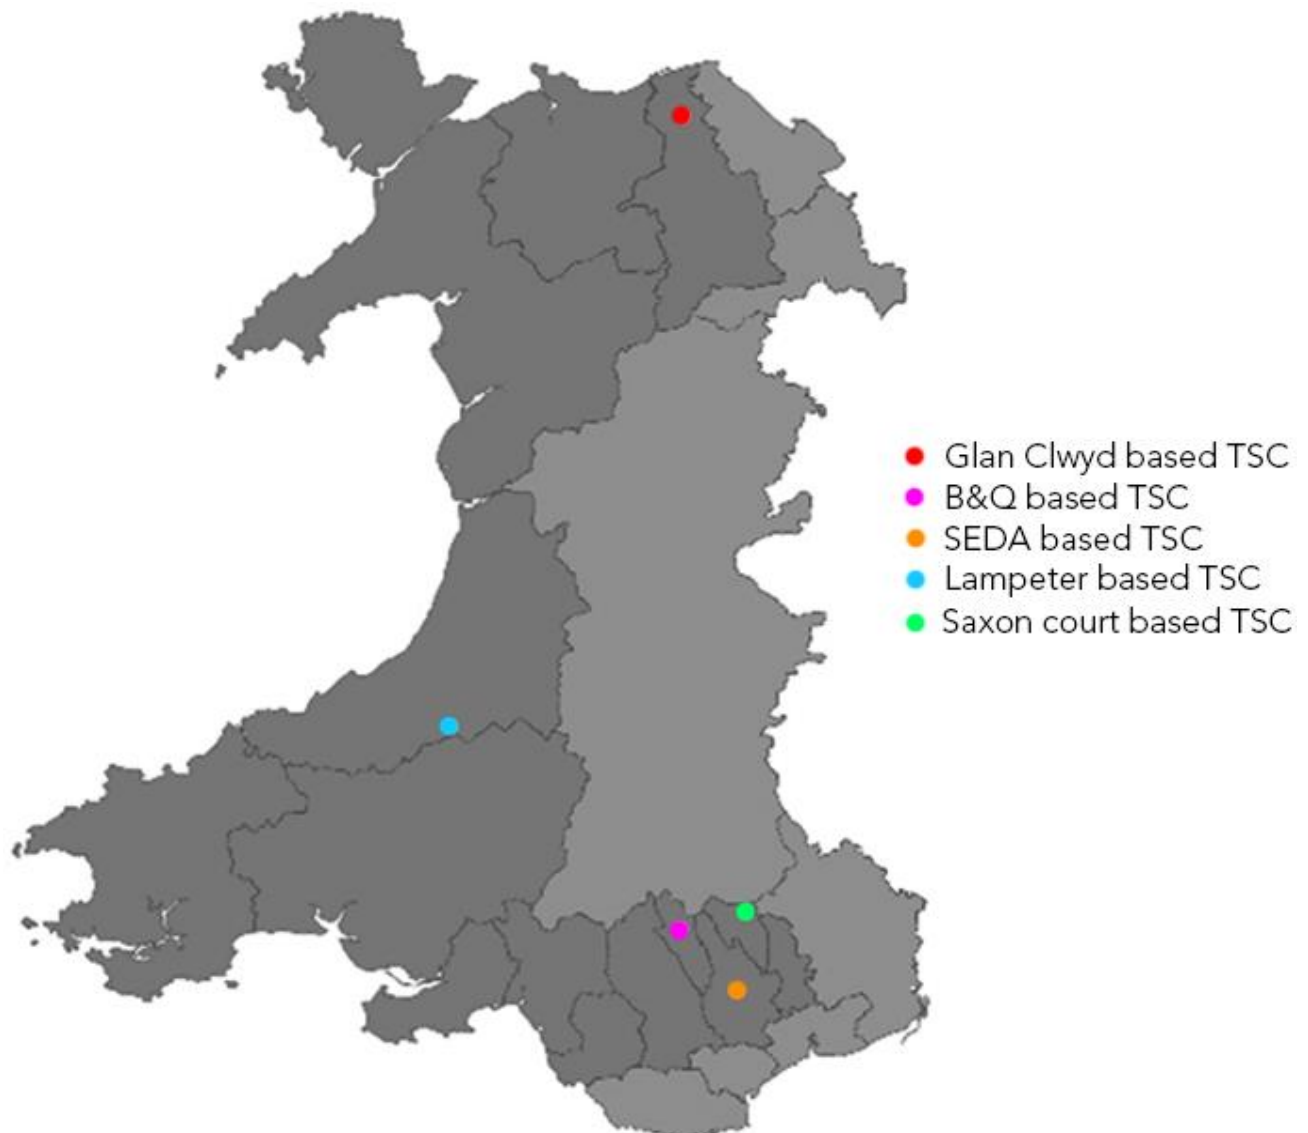 Glan Clwyd based TSC
B&Q based TSC
SEDA based TSC
Lampeter based TSC
Saxon court based TSC